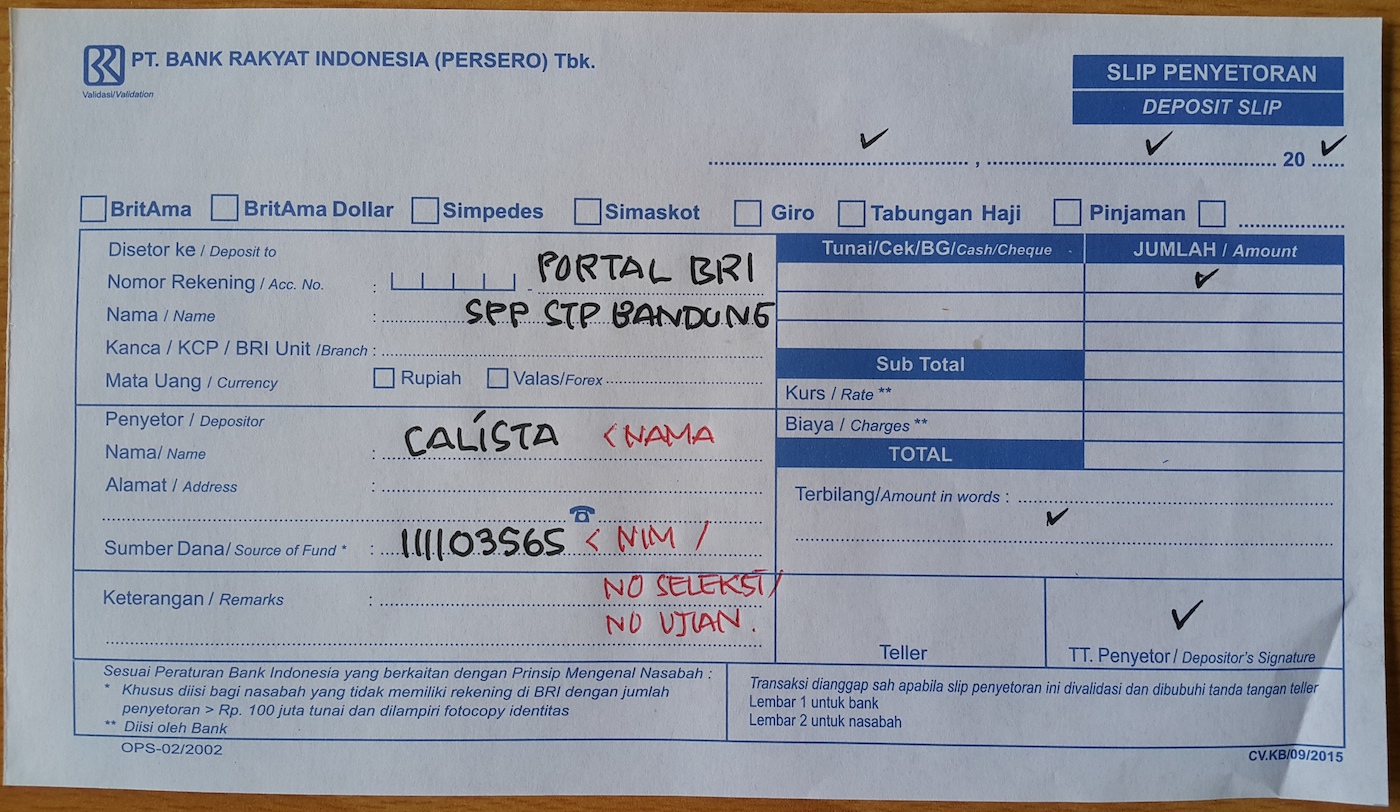 PT. BANK RAKYAT INDONESIA (PERSERO) Tbk.
Validasi/Validation
SLIP PENYETORAN
DEPOSIT SLIP
✓ , ✓ 20 ✓
BritAma BritAma Dollar Simpedes Simaskot Giro Tabungan Haji Pinjaman
Disetor ke / Deposit to
Nomor Rekening / Acc. No. : - PORTAL BRI
Nama / Name : SPP STP BANDUNG
Kanca / KCP / BRI Unit /Branch :
Mata Uang / Currency Rupiah Valas/Forex
Penyetor / Depositor
Nama/ Name : CALISTA < NAMA
Alamat / Address :
Sumber Dana/ Source of Fund * : 111103565 < NIM /
NO SELEKSI/
Keterangan / Remarks :
NO UJIAN.
Tunai/Cek/BG/Cash/Cheque JUMLAH / Amount
✓
Sub Total
Kurs / Rate **
Biaya / Charges **
TOTAL
Terbilang/Amount in words :
✓
✓
Teller
TT. Penyetor / Depositor's Signature
Sesuai Peraturan Bank Indonesia yang berkaitan dengan Prinsip Mengenal Nasabah :
* Khusus diisi bagi nasabah yang tidak memiliki rekening di BRI dengan jumlah
penyetoran > Rp. 100 juta tunai dan dilampiri fotocopy identitas
** Diisi oleh Bank
Transaksi dianggap sah apabila slip penyetoran ini divalidasi dan dibubuhi tanda tangan teller
Lembar 1 untuk bank
Lembar 2 untuk nasabah
OPS-02/2002
CV.KB/09/2015